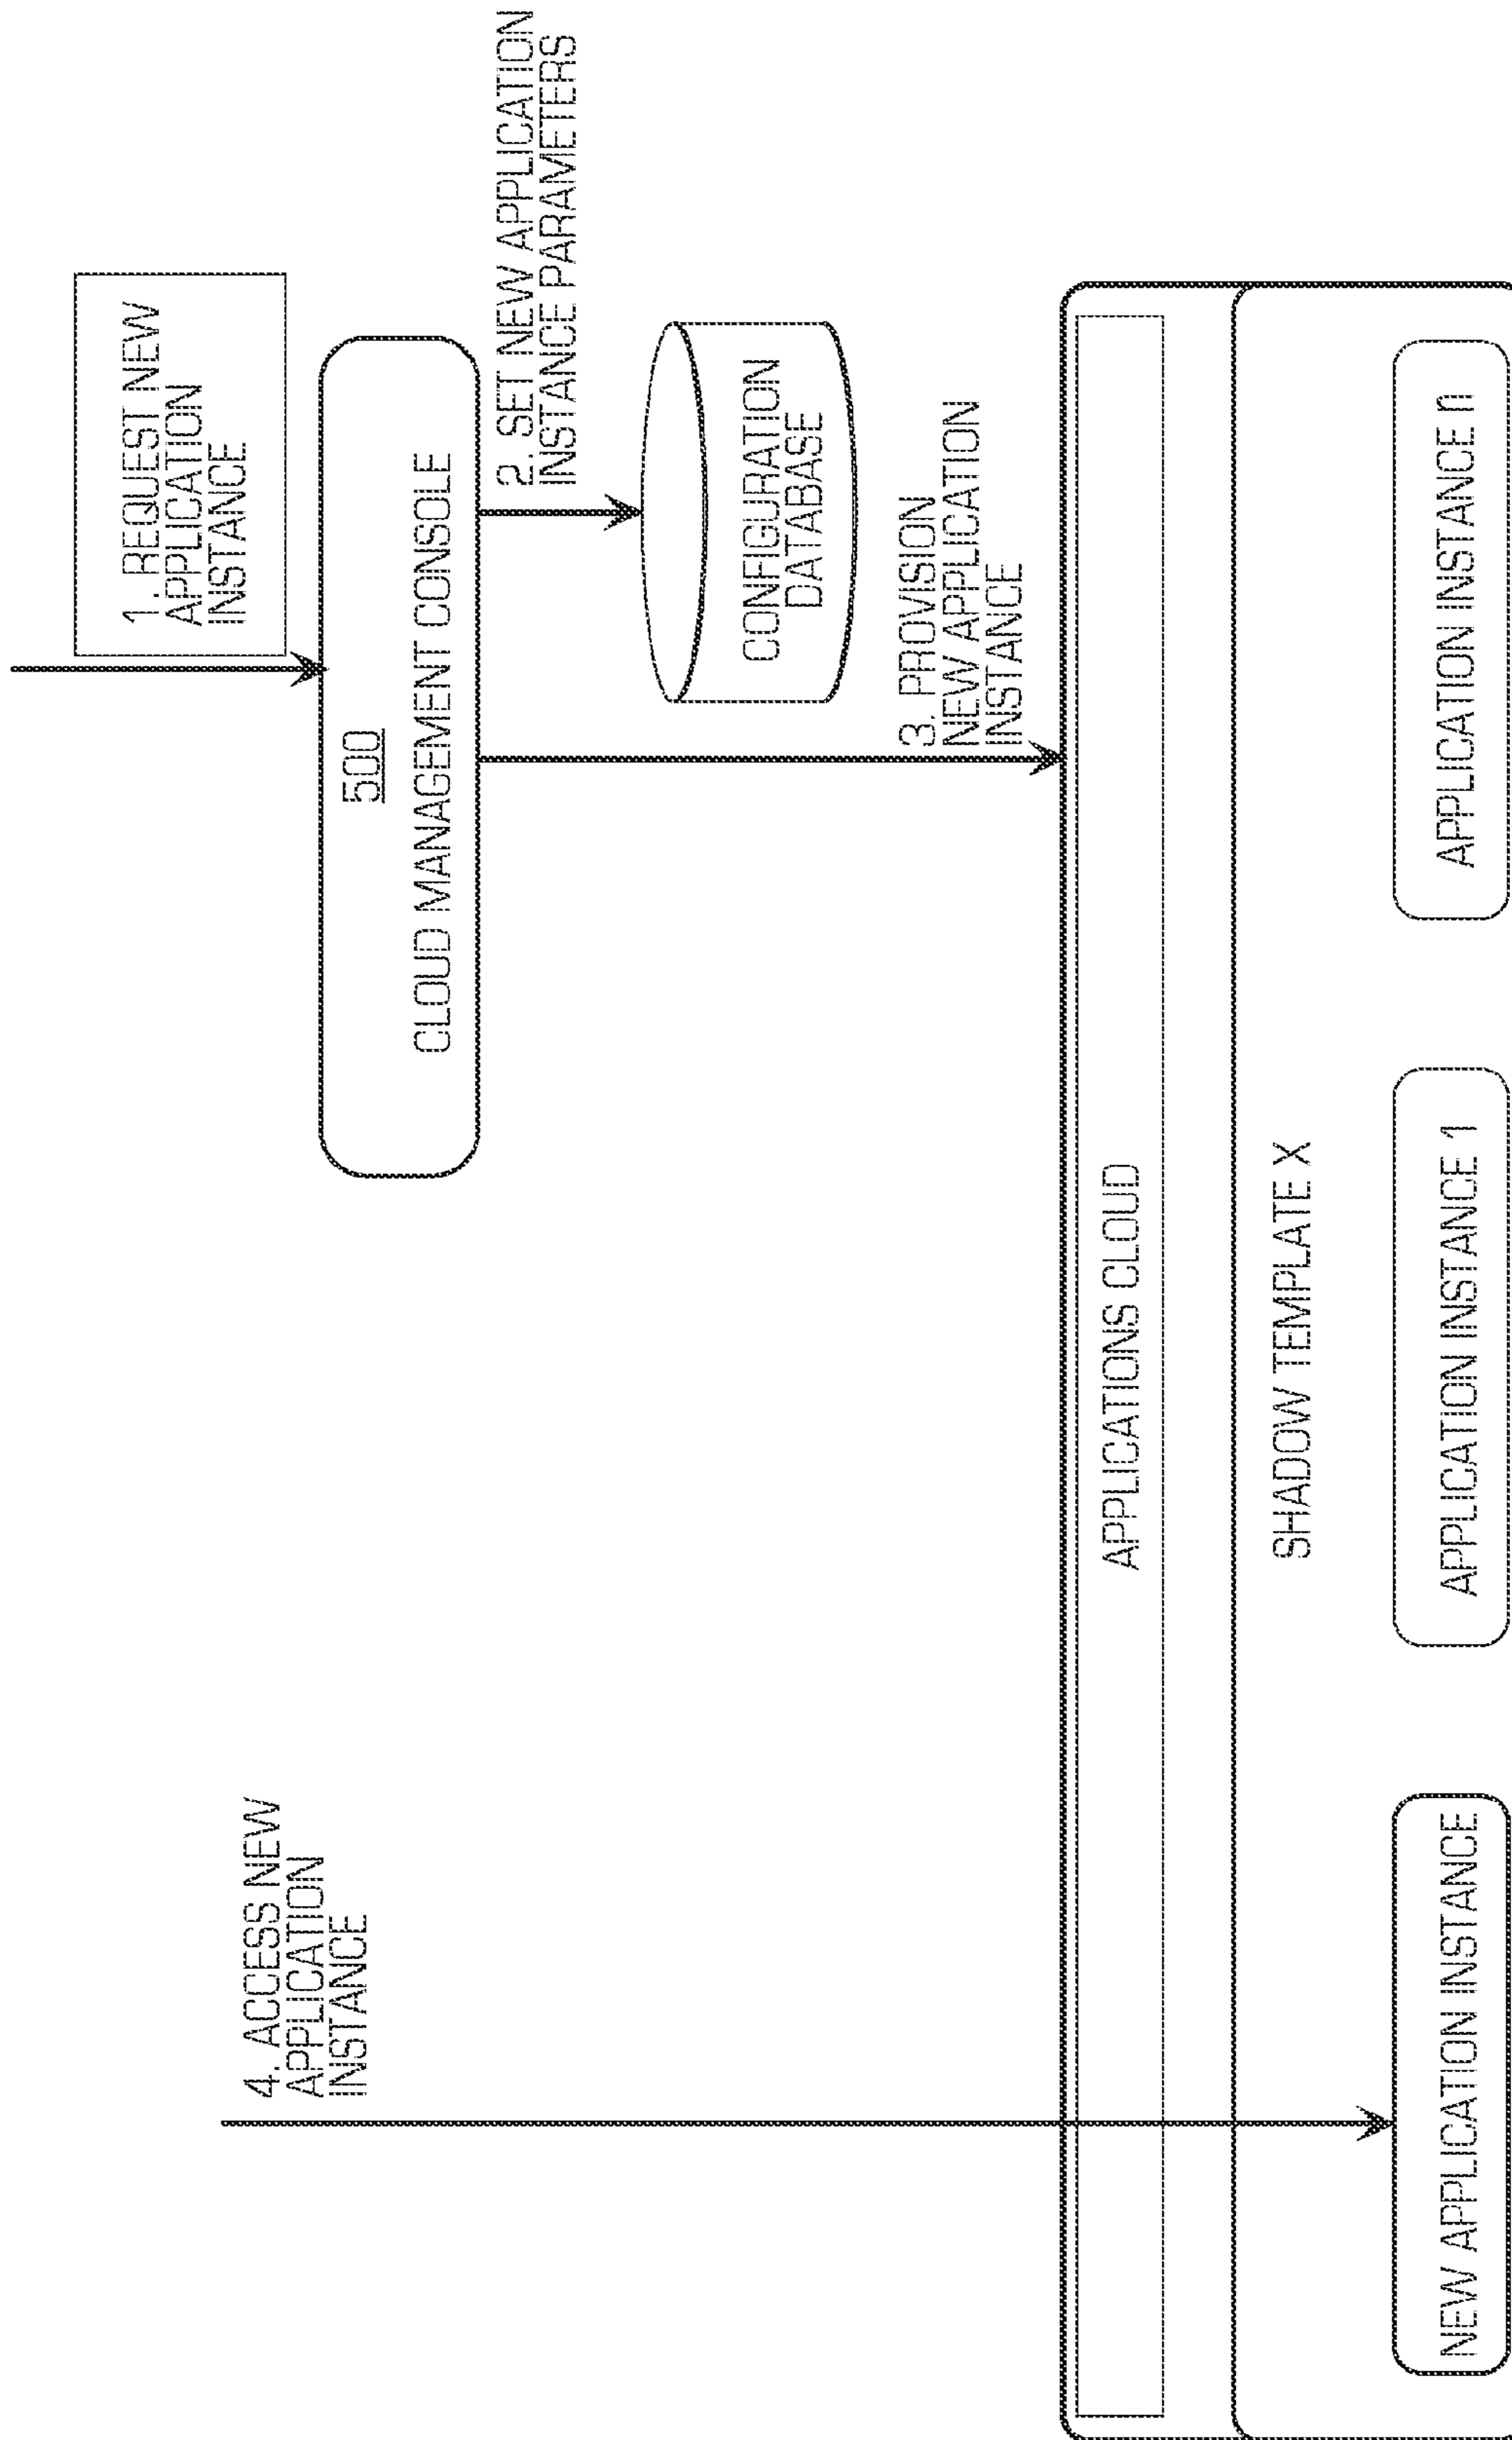 1. REQUEST NEW
APPLICATION
INSTANCE
500
CLOUD MANAGEMENT CONSOLE
2. SET NEW APPLICATION
INSTANCE PARAMETERS
CONFIGURATION
DATABASE
3. PROVISION
NEW APPLICATION
INSTANCE
4. ACCESS NEW
APPLICATION
INSTANCE
APPLICATIONS CLOUD
SHADOW TEMPLATE X
NEW APPLICATION INSTANCE
APPLICATION INSTANCE 1
APPLICATION INSTANCE n